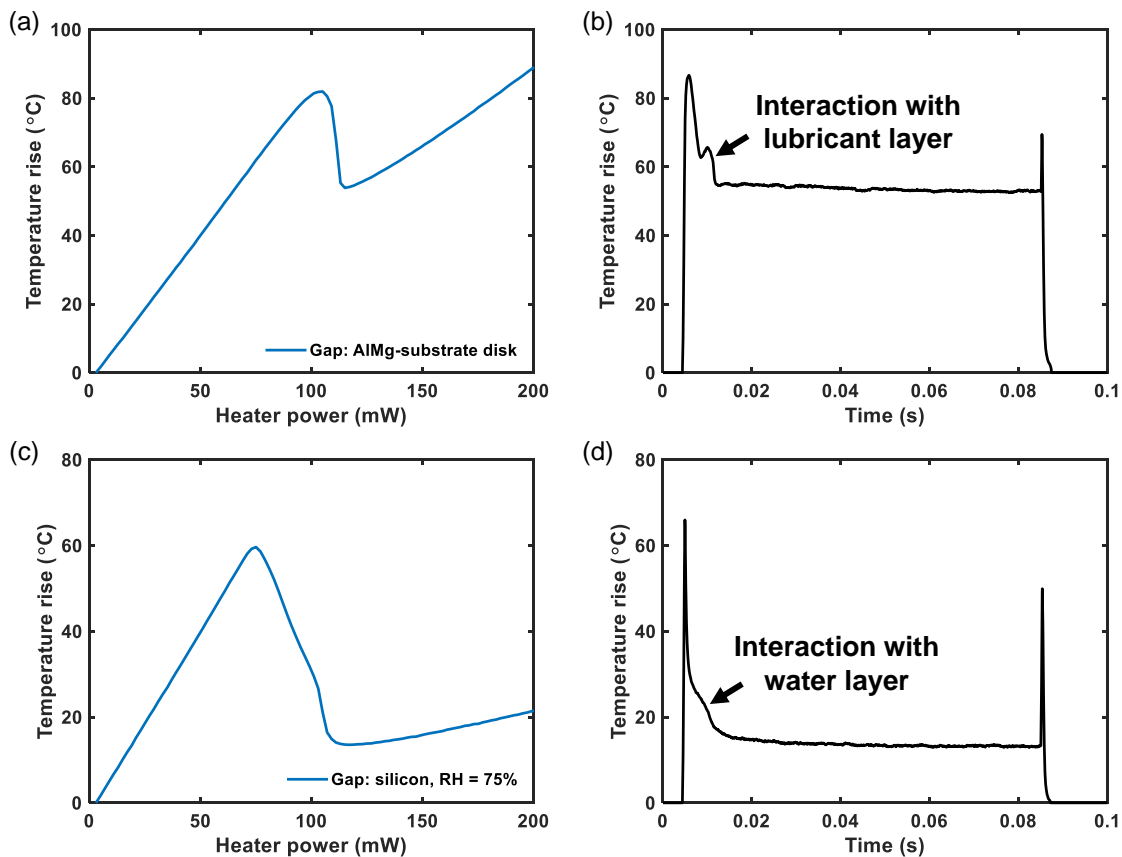 (a)
100
80
60
40
20
0
Temperature rise (°C)
Gap: AlMg-substrate disk
0 50 100 150 200
Heater power (mW)
(b)
100
80
60
40
20
0
Temperature rise (°C)
Interaction with
lubricant layer
0 0.02 0.04 0.06 0.08 0.1
Time (s)
(c)
80
60
40
20
0
Temperature rise (°C)
Gap: silicon, RH = 75%
0 50 100 150 200
Heater power (mW)
(d)
80
60
40
20
0
Temperature rise (°C)
Interaction with
water layer
0 0.02 0.04 0.06 0.08 0.1
Time (s)